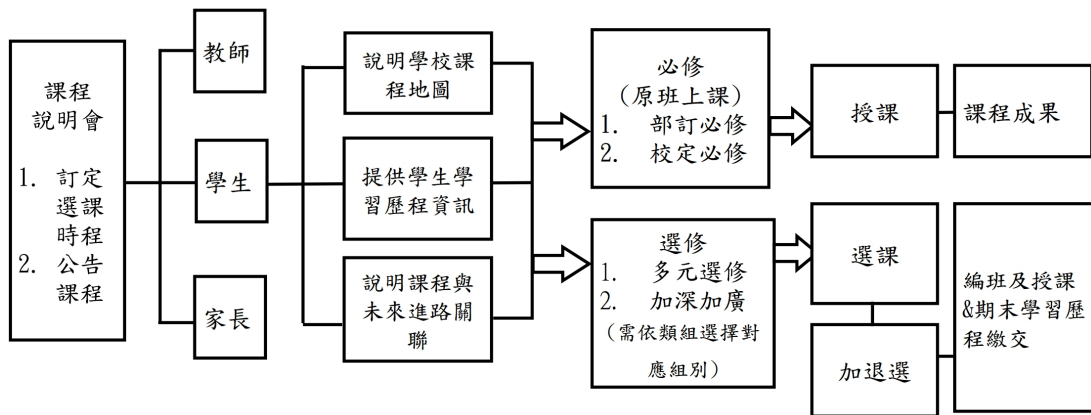 課程
說明會
1. 訂定
選課
時程
2. 公告
課程
教師
學生
家長
說明學校課
程地圖
提供學生學
習歷程資訊
說明課程與
未來進路關
聯
必修
(原班上課)
1. 部訂必修
2. 校定必修
選修
1. 多元選修
2. 加深加廣
(需依類組選擇對
應組別)
授課
課程成果
選課
加退選
編班及授課
&期末學習歷
程繳交